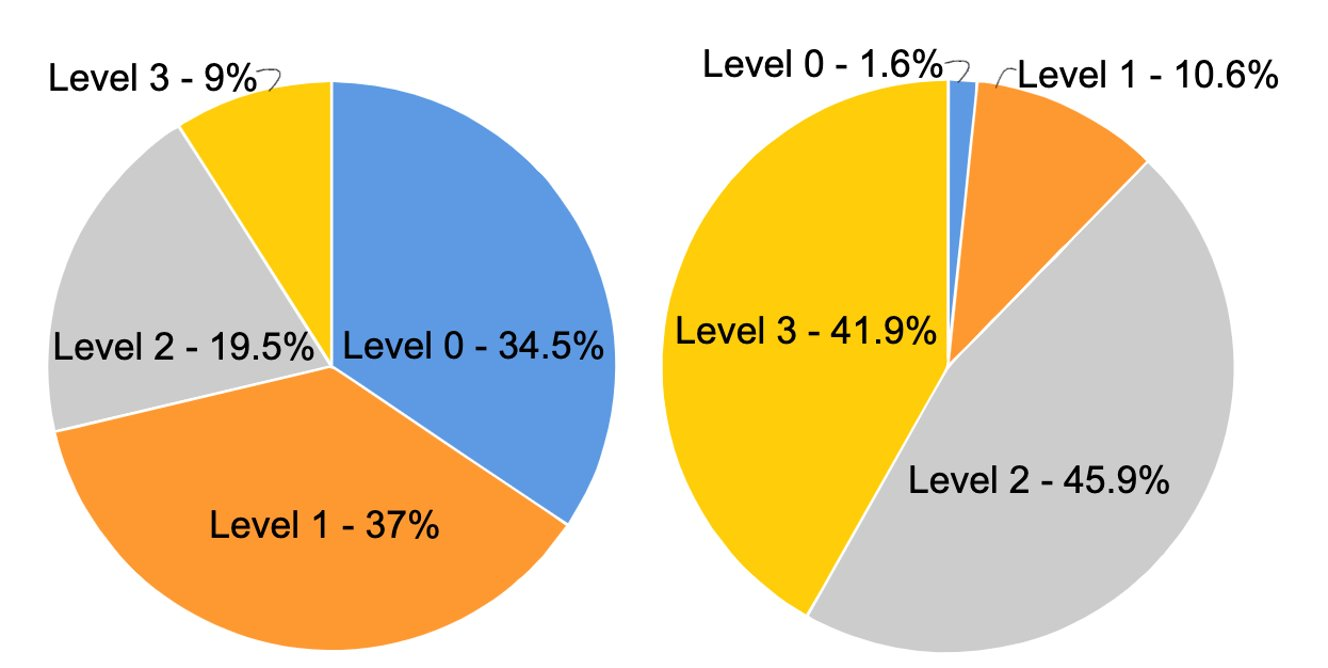 Level 3 - 9%
Level 2 - 19.5%
Level 0 - 34.5%
Level 1 - 37%
Level 0 - 1.6%
Level 1 - 10.6%
Level 3 - 41.9%
Level 2 - 45.9%